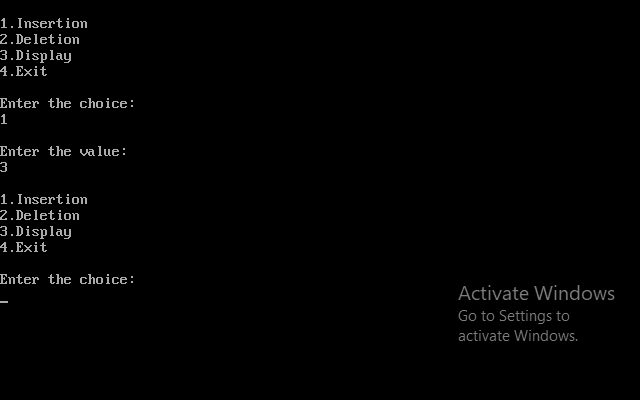 1.Insertion
2.Deletion
3.Display
4.Exit
Enter the choice:
1
Enter the value:
3
1.Insertion
2.Deletion
3.Display
4.Exit
Enter the choice:
_
Activate Windows
Go to Settings to
activate Windows.